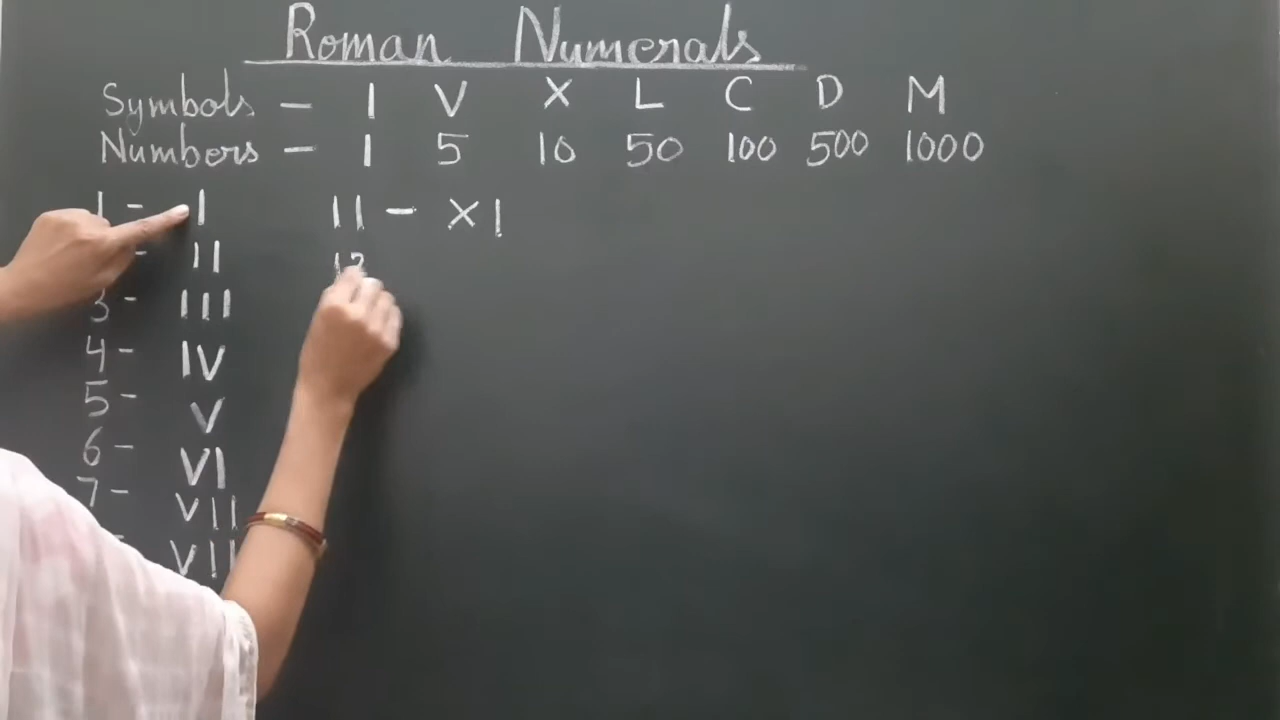 Roman Numerals
Symbols - I V X L C D M
Numbers - 1 5 10 50 100 500 1000
1 - I 11 - XI
- II 12
3 - III
4 - IV
5 - V
6 - VI
7 - VII